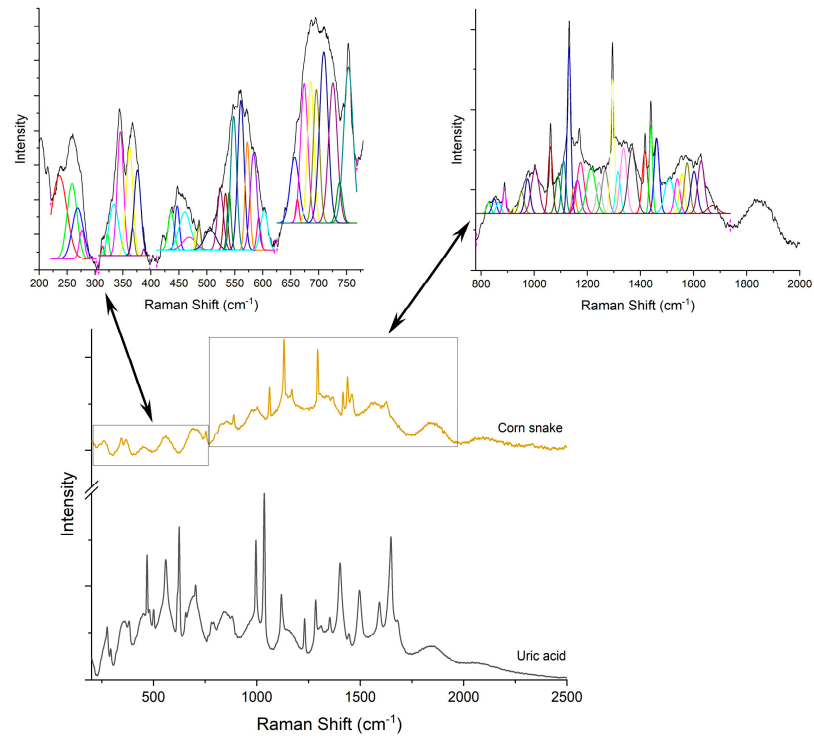 Intensity
200 250 300 350 400 450 500 550 600 650 700 750
Raman Shift (cm-1)
Intensity
800 1000 1200 1400 1600 1800 2000
Raman Shift (cm-1)
Corn snake
Intensity
Uric acid
500 1000 1500 2000 2500
Raman Shift (cm-1)